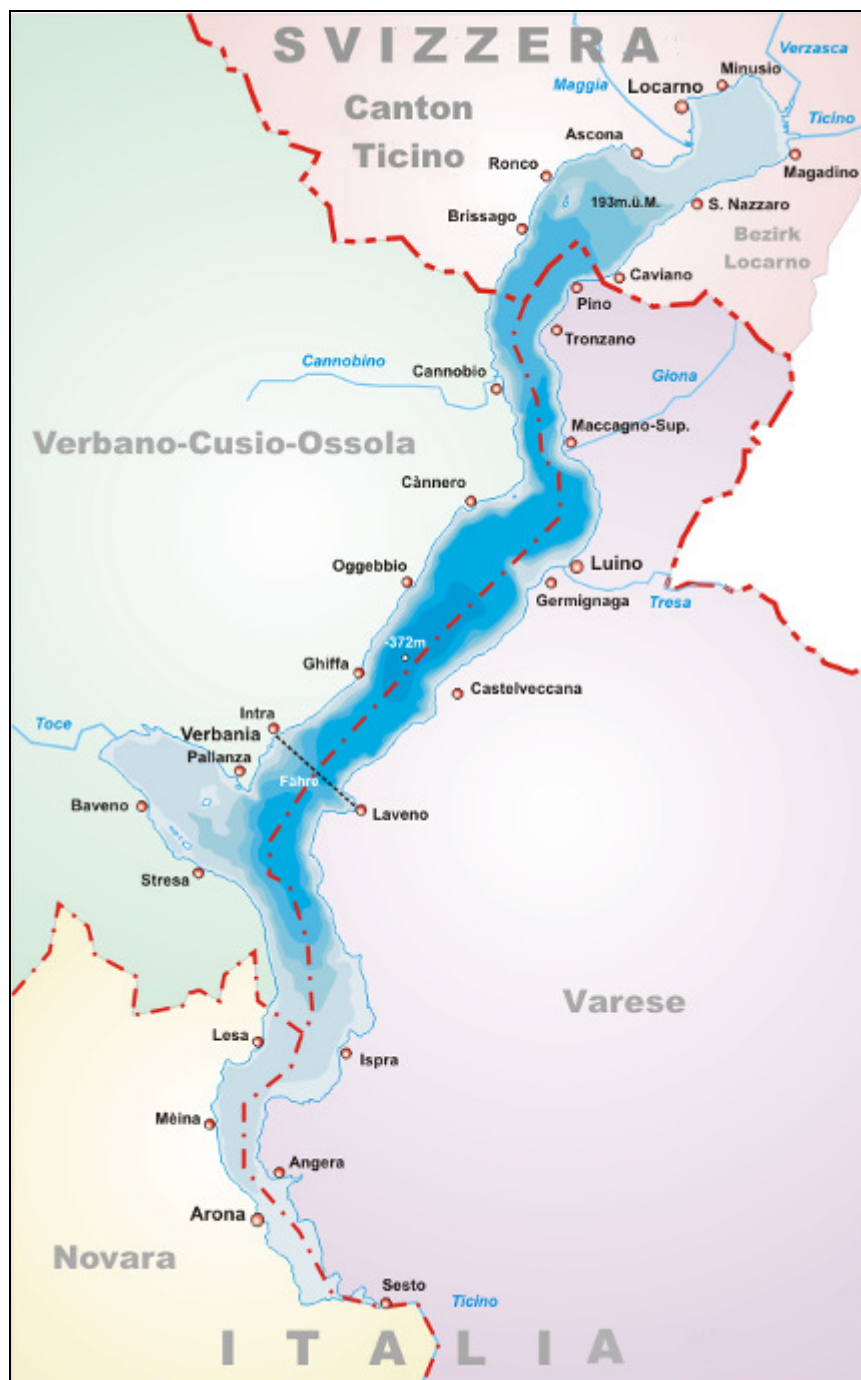 SVIZZERA
Verzasca
Minusio
Maggia
Locarno
Canton
Ticino
Ticino
Ascona
Ronco
Magadino
193m.ü.M.
S. Nazzaro
Brissago
Bezirk
Locarno
Caviano
Pino
Tronzano
Cannobino
Cannobio
Giona
Maccagno-Sup.
Verbano-Cusio-Ossola
Cànnero
Luino
Oggebbio
Germignaga
Tresa
-372m
Ghiffa
Castelveccana
Intra
Toce
Verbania
Pallanza
Fähre
Baveno
Laveno
Stresa
Varese
Lesa
Ispra
Mèina
Angera
Arona
Novara
Sesto
Ticino
ITALIA